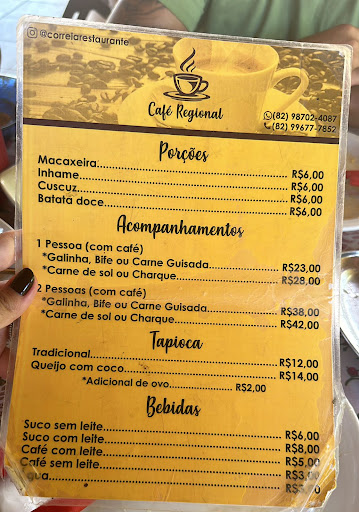 @correiarestaurante
Café Regional
(82) 98702-4087
(82) 99677-7852
Porções
Macaxeira R$6,00
Inhame R$6,00
Cuscuz R$6,00
Batata doce R$6,00
Acompanhamentos
1 Pessoa (com café)
*Galinha, Bife ou Carne Guisada R$23,00
*Carne de sol ou Charque R$28,00
2 Pessoas (com café)
*Galinha, Bife ou Carne Guisada R$38,00
*Carne de sol ou Charque R$42,00
Tapioca
Tradicional R$12,00
Queijo com coco R$14,00
*Adicional de ovo R$2,00
Bebidas
Suco sem leite R$6,00
Suco com leite R$8,00
Café com leite R$5,00
Café sem leite R$3,00